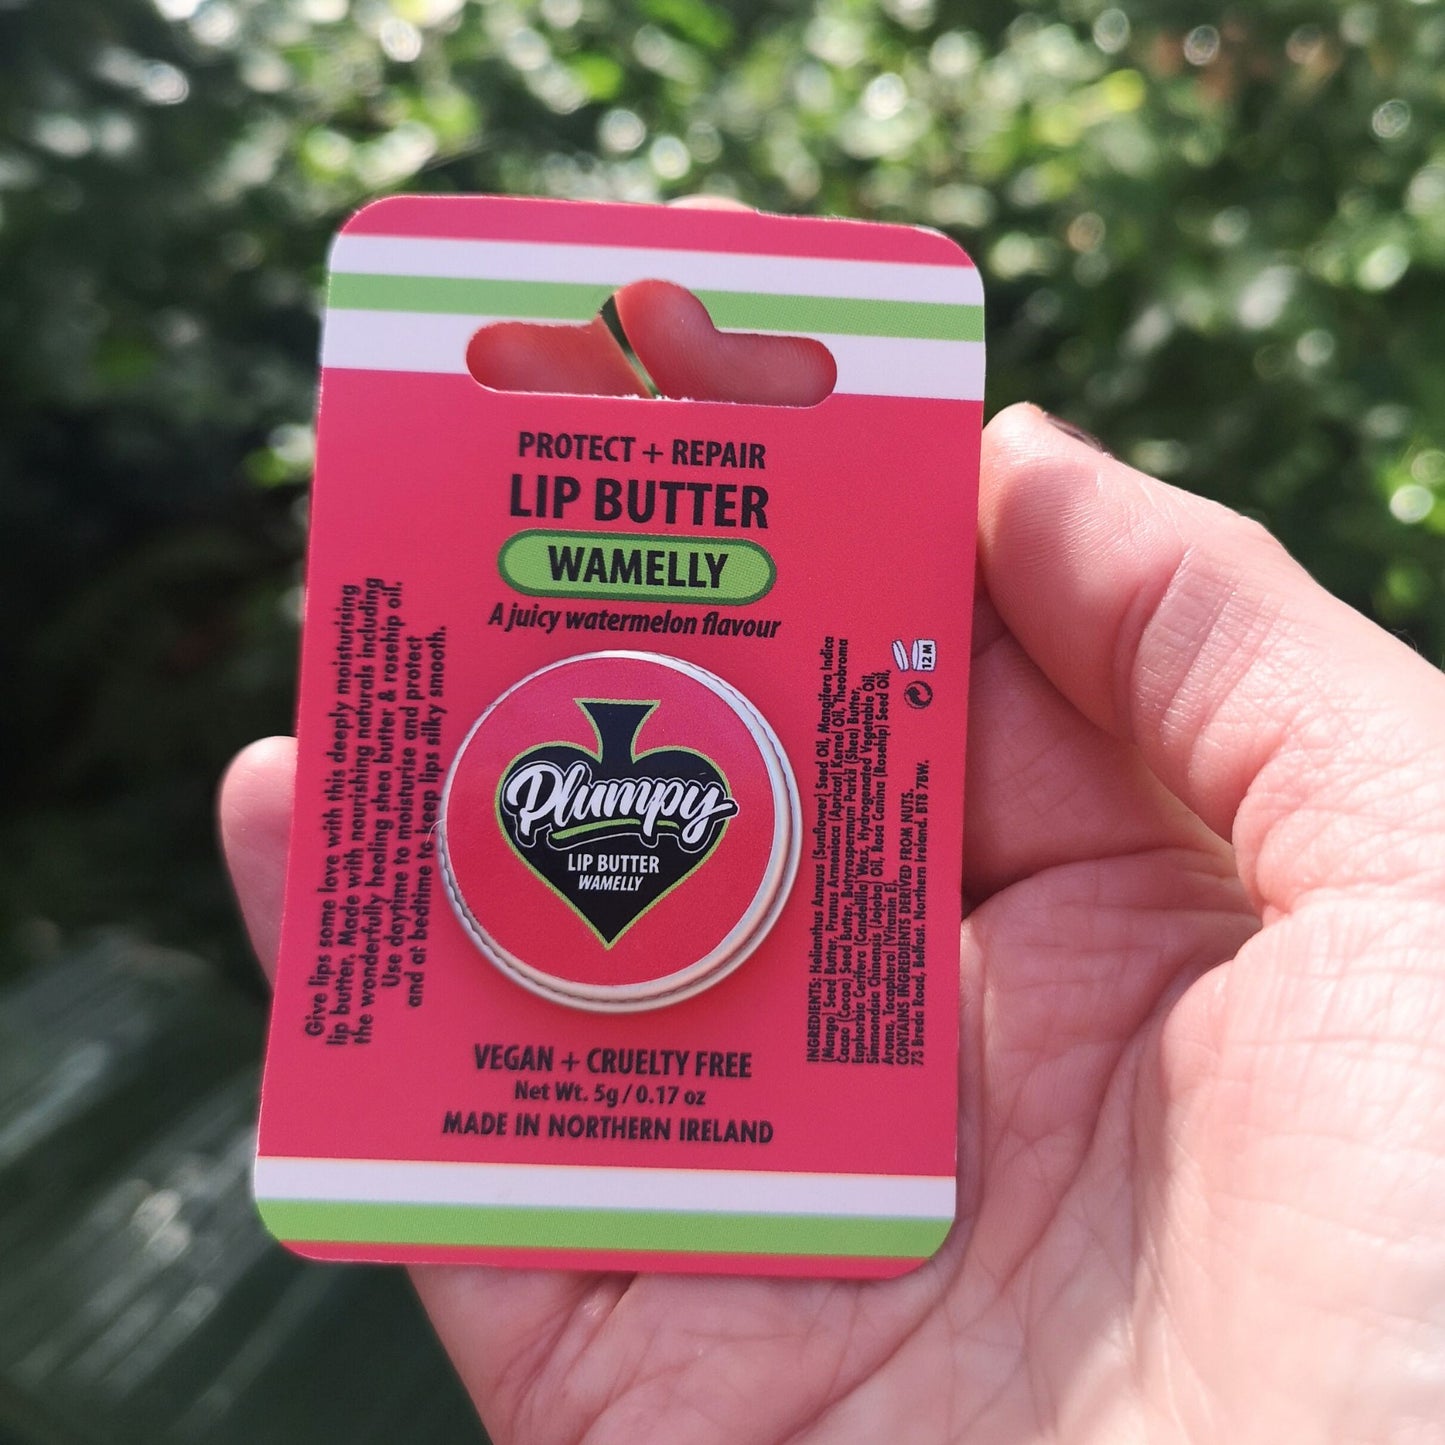 PROTECT + REPAIR
LIP BUTTER
WAMELLY
A juicy watermelon flavour
Give lips some love with this deeply moisturising
lip butter. Made with nourishing naturals including
the wonderfully healing shea butter & rosehip oil.
Use daytime to moisturise and protect
and at bedtime to keep lips silky smooth.
Plumpy
LIP BUTTER
WAMELLY
INGREDIENTS: Helianthus Annuus (Sunflower) Seed Oil, Mangifera Indica
(Mango) Seed Butter, Prunus Armeniaca (Apricot) Kernel Oil, Theobroma
Cacao (Cocoa) Seed Butter, Butyrospermum Parkii (Shea) Butter,
Euphorbia Cerifera (Candelilla) Wax, Hydrogenated Vegetable Oil,
Simmondsia Chinensis (Jojoba) Oil, Rosa Canina (Rosehip) Seed Oil,
Aroma, Tocopherol (Vitamin E).
CONTAINS INGREDIENTS DERIVED FROM NUTS.
73 Breda Road, Belfast. Northern Ireland. BT8 7BW.
12 M
VEGAN + CRUELTY FREE
Net Wt. 5g / 0.17 oz
MADE IN NORTHERN IRELAND